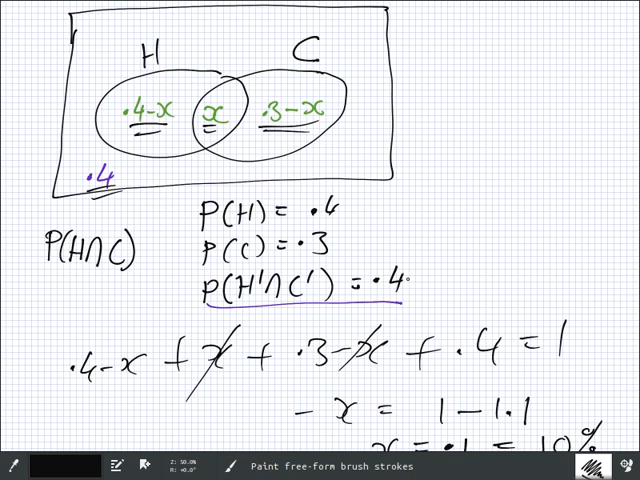 H C
.4-x x .3-x
.4
P(H) = .4
P(H∩C) P(C) = .3
P(H'∩C') = .4
.4-x + x + .3-x + .4 = 1
- x = 1 - 1.1
x = .1 = 10%
Z: 50.0%
R: +0.0° Paint free-form brush strokes